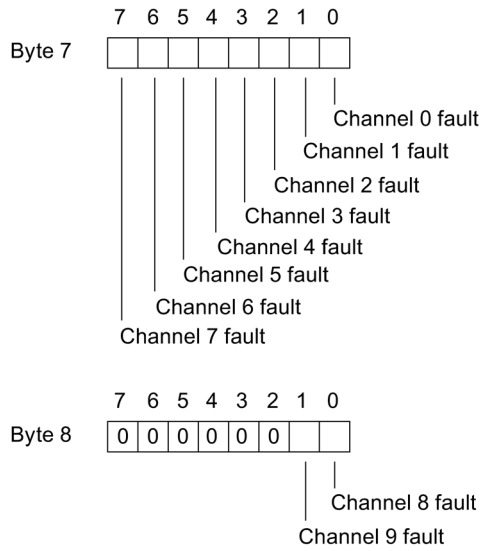 7 6 5 4 3 2 1 0
Byte 7
Channel 0 fault
Channel 1 fault
Channel 2 fault
Channel 3 fault
Channel 4 fault
Channel 5 fault
Channel 6 fault
Channel 7 fault
7 6 5 4 3 2 1 0
Byte 8 0 0 0 0 0 0
Channel 8 fault
Channel 9 fault